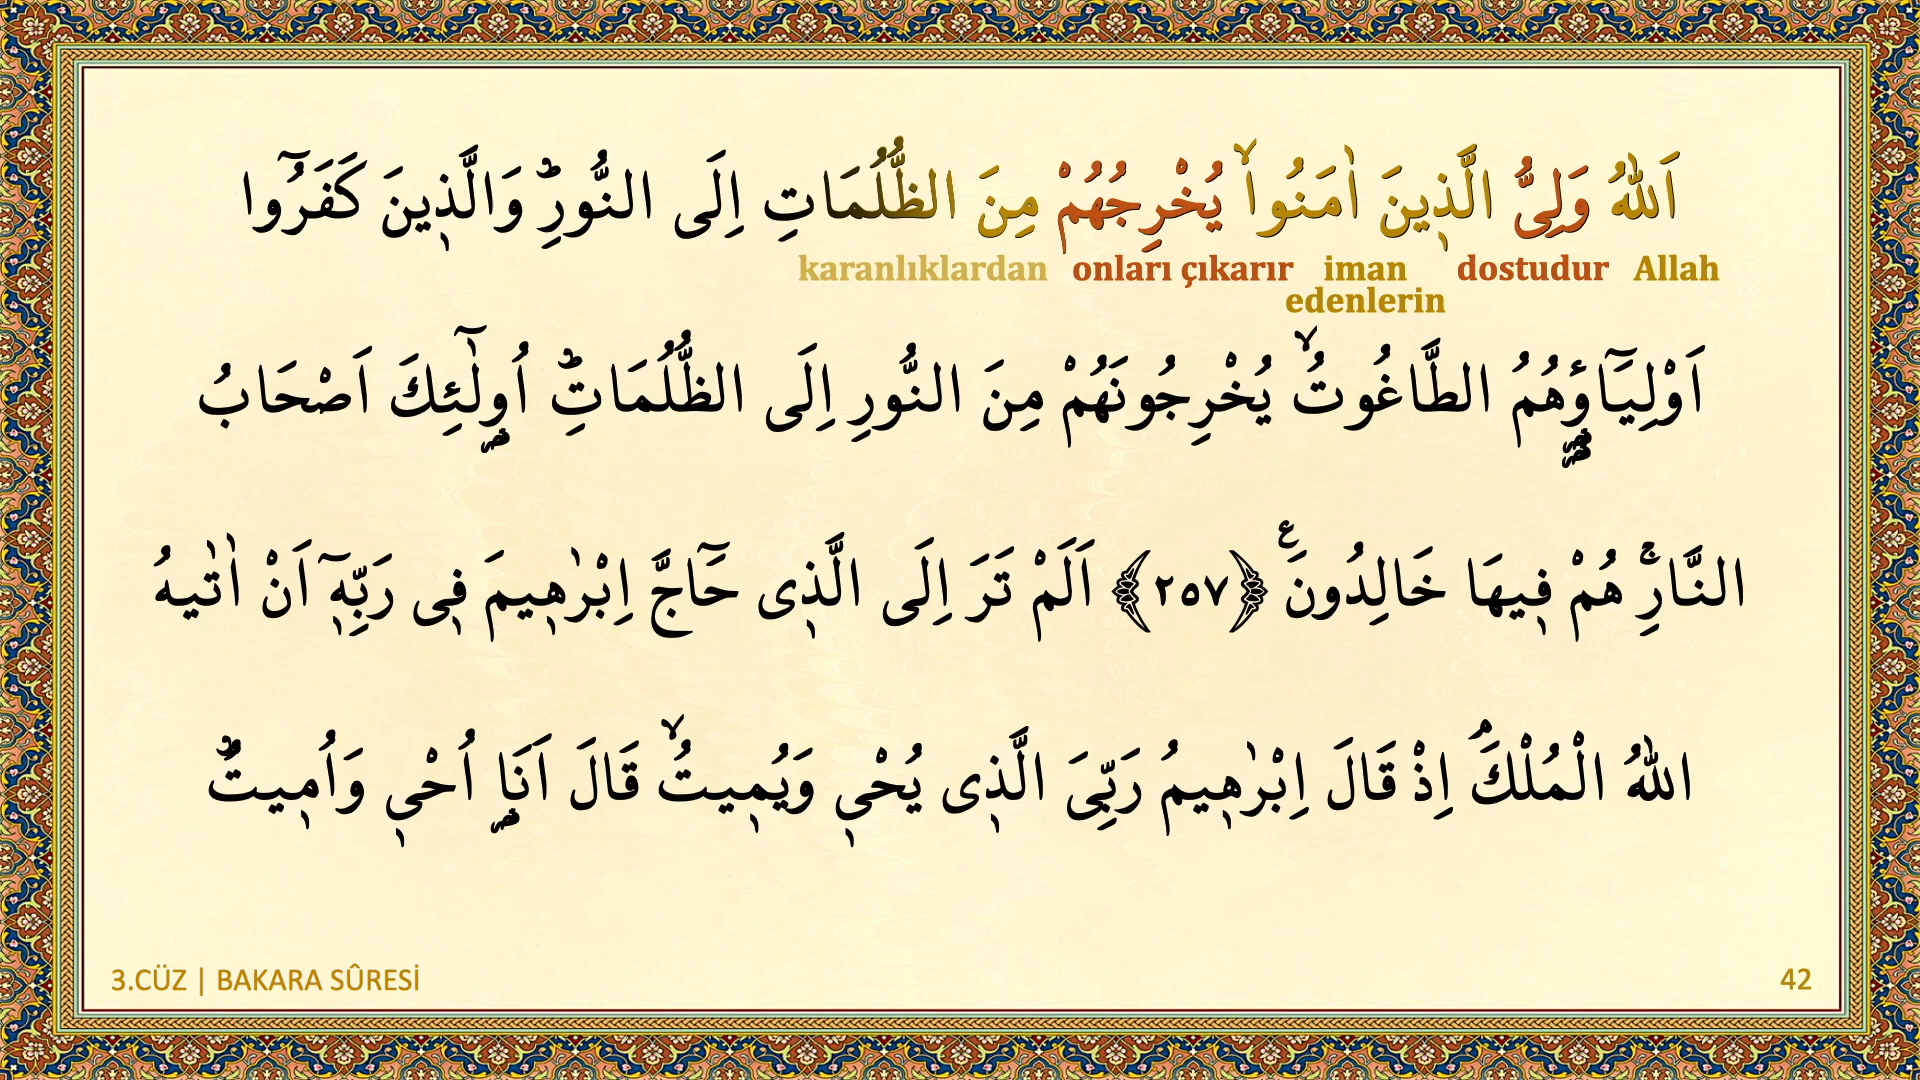 اَللّٰهُ وَلِيُّ الَّذ۪ينَ اٰمَنُواۙ يُخْرِجُهُمْ مِنَ الظُّلُمَاتِ اِلَى النُّورِۜ وَالَّذ۪ينَ كَفَرُٓوا
karanlıklardan onları çıkarır iman edenlerin dostudur Allah
اَوْلِيَٓاؤُ۬هُمُ الطَّاغُوتُۙ يُخْرِجُونَهُمْ مِنَ النُّورِ اِلَى الظُّلُمَاتِۜ اُو۬لٰٓئِكَ اَصْحَابُ
النَّارِۚ هُمْ ف۪يهَا خَالِدُونَ۟ ﴿٢٥٧﴾ اَلَمْ تَرَ اِلَى الَّذ۪ي حَٓاجَّ اِبْرٰه۪يمَ ف۪ي رَبِّه۪ٓ اَنْ اٰتٰيهُ
اللّٰهُ الْمُلْكَۢ اِذْ قَالَ اِبْرٰه۪يمُ رَبِّيَ الَّذ۪ي يُحْي۪ وَيُم۪يتُۙ قَالَ اَنَا۬ اُحْي۪ وَاُم۪يتُۜ
3.CÜZ | BAKARA SÛRESİ
42